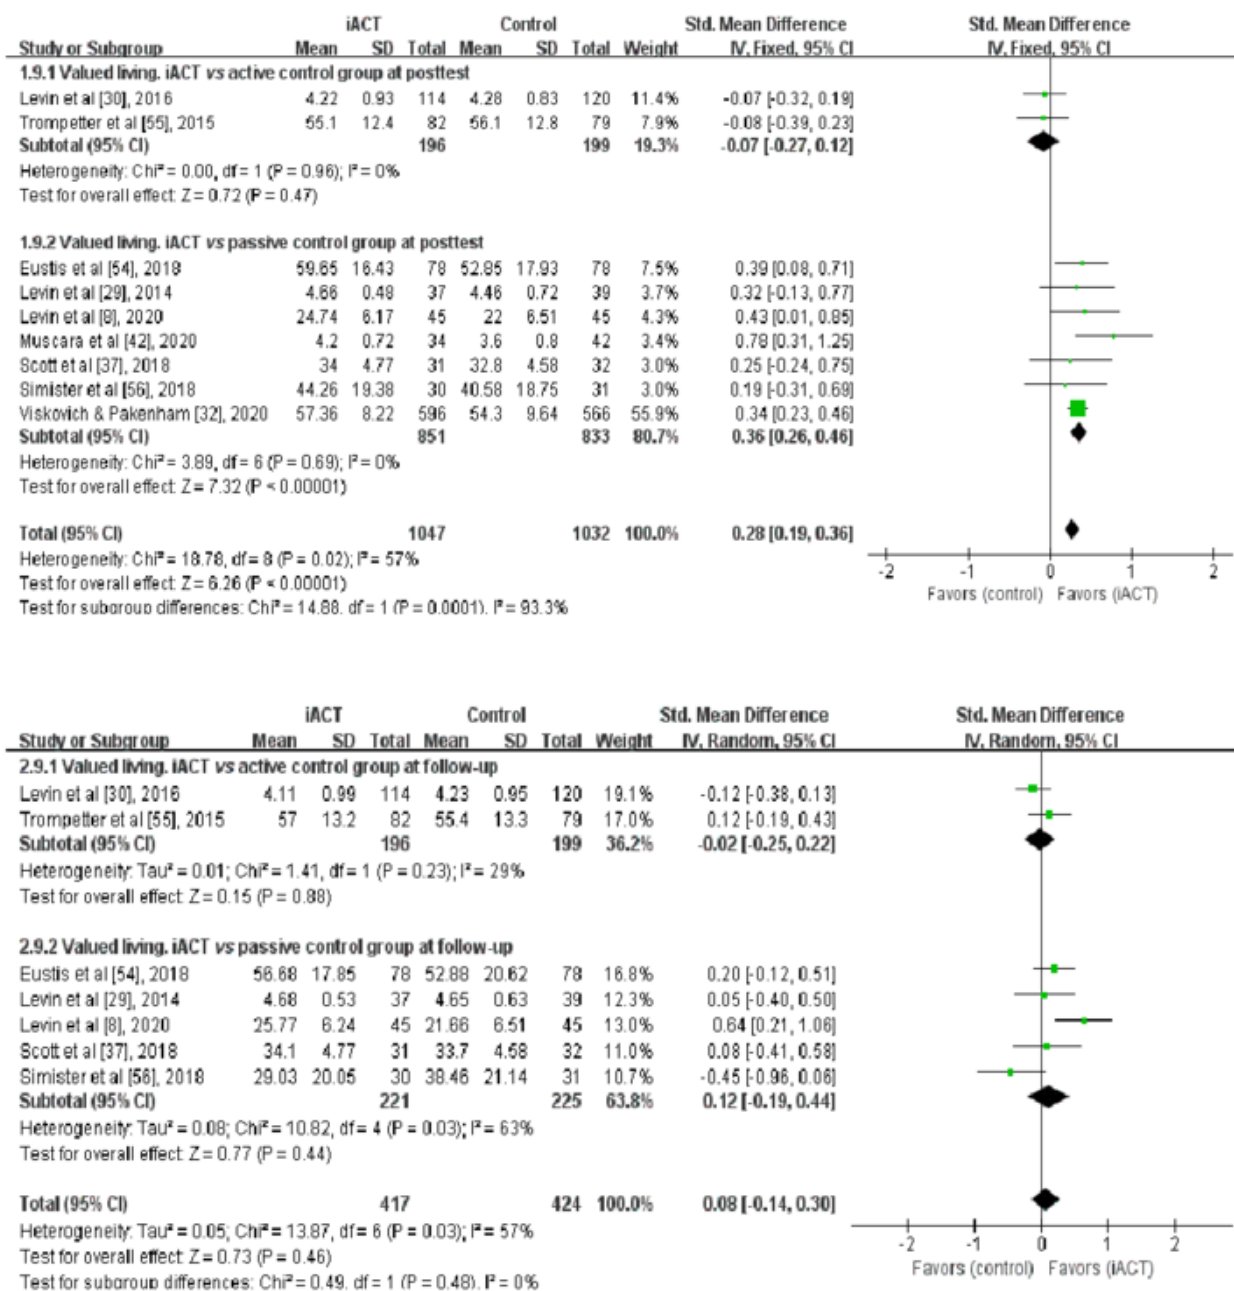 iACT Control Std. Mean Difference Std. Mean Difference
Study or Subgroup Mean SD Total Mean SD Total Weight IV, Fixed, 95% CI IV, Fixed, 95% CI
1.9.1 Valued living. iACT vs active control group at posttest
Levin et al [30], 2016 4.22 0.93 114 4.28 0.83 120 11.4% -0.07 [-0.32, 0.19]
Trompetter et al [55], 2015 55.1 12.4 82 56.1 12.8 79 7.9% -0.08 [-0.39, 0.23]
Subtotal (95% CI) 196 199 19.3% -0.07 [-0.27, 0.12]
Heterogeneity: Chi² = 0.00, df = 1 (P = 0.96); I² = 0%
Test for overall effect: Z = 0.72 (P = 0.47)
1.9.2 Valued living. iACT vs passive control group at posttest
Eustis et al [54], 2018 59.65 16.43 78 52.85 17.93 78 7.5% 0.39 [0.08, 0.71]
Levin et al [29], 2014 4.66 0.48 37 4.46 0.72 39 3.7% 0.32 [-0.13, 0.77]
Levin et al [8], 2020 24.74 6.17 45 22 6.51 45 4.3% 0.43 [0.01, 0.85]
Muscara et al [42], 2020 4.2 0.72 34 3.6 0.8 42 3.4% 0.78 [0.31, 1.25]
Scott et al [37], 2018 34 4.77 31 32.8 4.58 32 3.1% 0.25 [-0.24, 0.75]
Simister et al [56], 2018 44.26 19.38 30 40.58 18.75 31 3.0% 0.19 [-0.31, 0.69]
Viskovich & Pakenham [32], 2020 57.36 8.22 596 54.3 9.64 566 55.9% 0.34 [0.23, 0.46]
Subtotal (95% CI) 851 833 80.7% 0.36 [0.26, 0.46]
Heterogeneity: Chi² = 3.89, df = 6 (P = 0.69); I² = 0%
Test for overall effect: Z = 7.32 (P < 0.00001)
Total (95% CI) 1047 1032 100.0% 0.28 [0.19, 0.36]
Heterogeneity: Chi² = 18.78, df = 8 (P = 0.02); I² = 57%
Test for overall effect: Z = 6.26 (P < 0.00001)
Test for subgroup differences: Chi² = 14.88. df = 1 (P = 0.0001). I² = 93.3%
-2 -1 0 1 2
Favors (control) Favors (iACT)
iACT Control Std. Mean Difference Std. Mean Difference
Study or Subgroup Mean SD Total Mean SD Total Weight IV, Random, 95% CI IV, Random, 95% CI
2.9.1 Valued living. iACT vs active control group at follow-up
Levin et al [30], 2016 4.11 0.99 114 4.23 0.95 120 19.1% -0.12 [-0.38, 0.13]
Trompetter et al [55], 2015 57 13.2 82 55.4 13.3 79 17.0% 0.12 [-0.19, 0.43]
Subtotal (95% CI) 196 199 36.2% -0.02 [-0.25, 0.22]
Heterogeneity: Tau² = 0.01; Chi² = 1.41, df = 1 (P = 0.23); I² = 29%
Test for overall effect: Z = 0.15 (P = 0.88)
2.9.2 Valued living. iACT vs passive control group at follow-up
Eustis et al [54], 2018 56.68 17.85 78 52.88 20.62 78 16.8% 0.20 [-0.12, 0.51]
Levin et al [29], 2014 4.68 0.53 37 4.65 0.63 39 12.3% 0.05 [-0.40, 0.50]
Levin et al [8], 2020 25.77 6.24 45 21.66 6.51 45 13.0% 0.64 [0.21, 1.06]
Scott et al [37], 2018 34.1 4.77 31 33.7 4.58 32 11.0% 0.08 [-0.41, 0.58]
Simister et al [56], 2018 29.03 20.05 30 38.46 21.14 31 10.7% -0.45 [-0.96, 0.06]
Subtotal (95% CI) 221 225 63.8% 0.12 [-0.19, 0.44]
Heterogeneity: Tau² = 0.08; Chi² = 10.82, df = 4 (P = 0.03); I² = 63%
Test for overall effect: Z = 0.77 (P = 0.44)
Total (95% CI) 417 424 100.0% 0.08 [-0.14, 0.30]
Heterogeneity: Tau² = 0.05; Chi² = 13.87, df = 6 (P = 0.03); I² = 57%
Test for overall effect: Z = 0.73 (P = 0.46)
Test for subgroup differences: Chi² = 0.49. df = 1 (P = 0.48). I² = 0%
-2 -1 0 1 2
Favors (control) Favors (iACT)